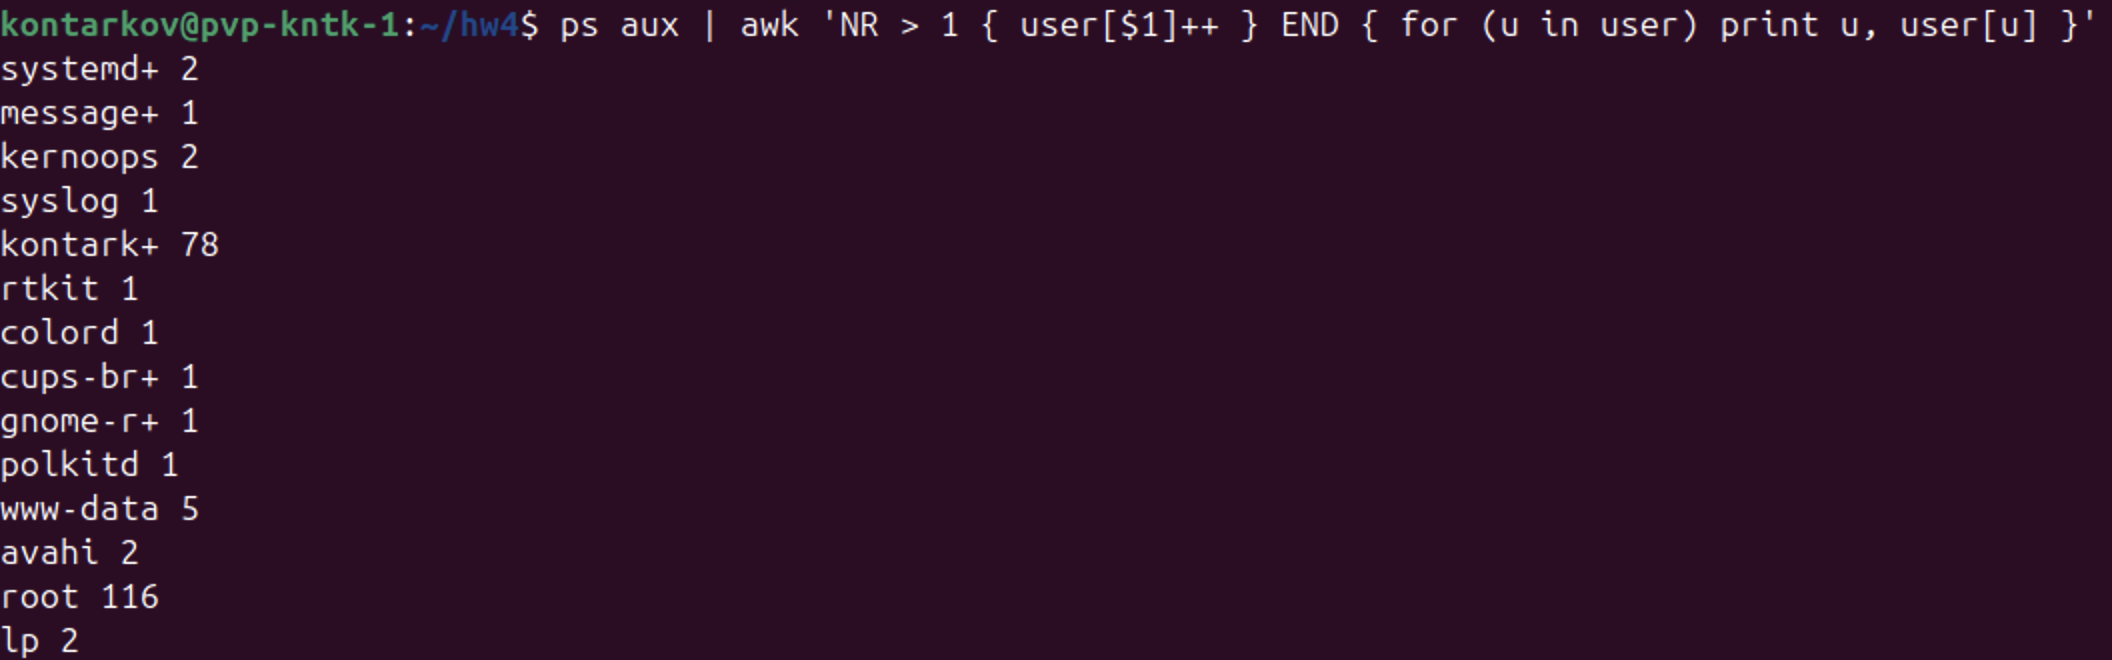 kontarkov@pvp-kntk-1:~/hw4$ ps aux | awk 'NR > 1 { user[$1]++ } END { for (u in user) print u, user[u] }'
systemd+ 2
message+ 1
kernoops 2
syslog 1
kontark+ 78
rtkit 1
colord 1
cups-br+ 1
gnome-r+ 1
polkitd 1
www-data 5
avahi 2
root 116
lp 2